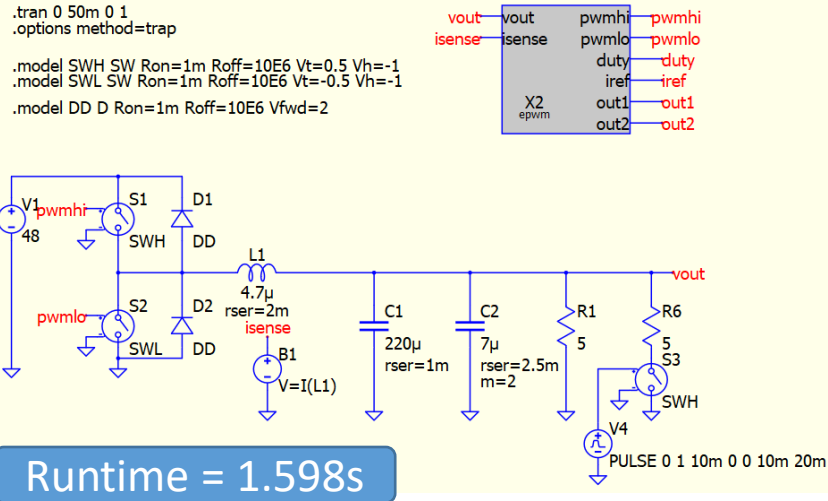 .tran 0 50m 0 1
.options method=trap
.model SWH SW Ron=1m Roff=10E6 Vt=0.5 Vh=-1
.model SWL SW Ron=1m Roff=10E6 Vt=-0.5 Vh=-1
.model DD D Ron=1m Roff=10E6 Vfwd=2
vout vout pwmhi pwmhi
isense isense pwmlo pwmlo
duty duty
iref iref
X2 out1 out1
epwm
out2 out2
V1 pwmhi S1 D1
48 SWH DD
L1
4.7µ
rser=2m
vout
pwmlo S2 D2
SWL DD
isense
B1
V=I(L1)
C1
220µ
rser=1m
C2
7µ
rser=2.5m
m=2
R1
5
R6
5
S3
SWH
V4
PULSE 0 1 10m 0 0 10m 20m
Runtime = 1.598s